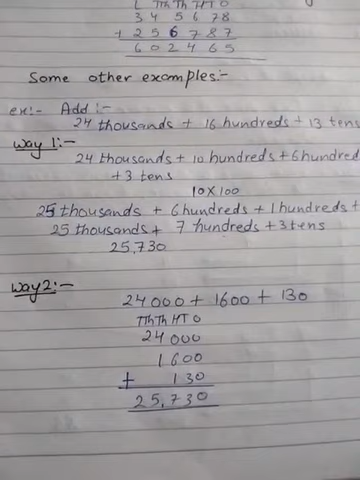 L TTh Th H T O
3 4 5 6 7 8
+ 2 5 6 7 8 7
6 0 2 4 6 5
Some other examples:-
ex:- Add :-
24 thousands + 16 hundreds + 13 tens
way 1:-
24 thousands + 10 hundreds + 6 hundred
+ 3 tens
10 X 100
25 thousands + 6 hundreds + 1 hundreds +
25 thousands + 7 hundreds + 3 tens
25,730
way 2:-
24000 + 1600 + 130
TTh Th H T O
24 000
1 600
+ 130
25,730